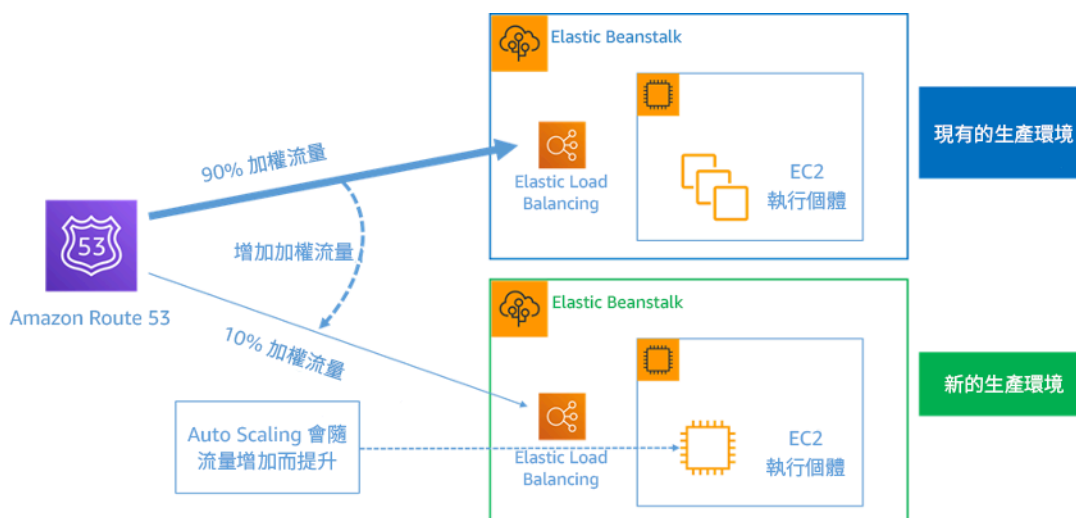 Elastic Beanstalk
現有的生產環境
90% 加權流量
Elastic Load
Balancing
EC2
執行個體
53
增加加權流量
Amazon Route 53
10% 加權流量
Elastic Beanstalk
新的生產環境
Auto Scaling 會隨
流量增加而提升
Elastic Load
Balancing
EC2
執行個體